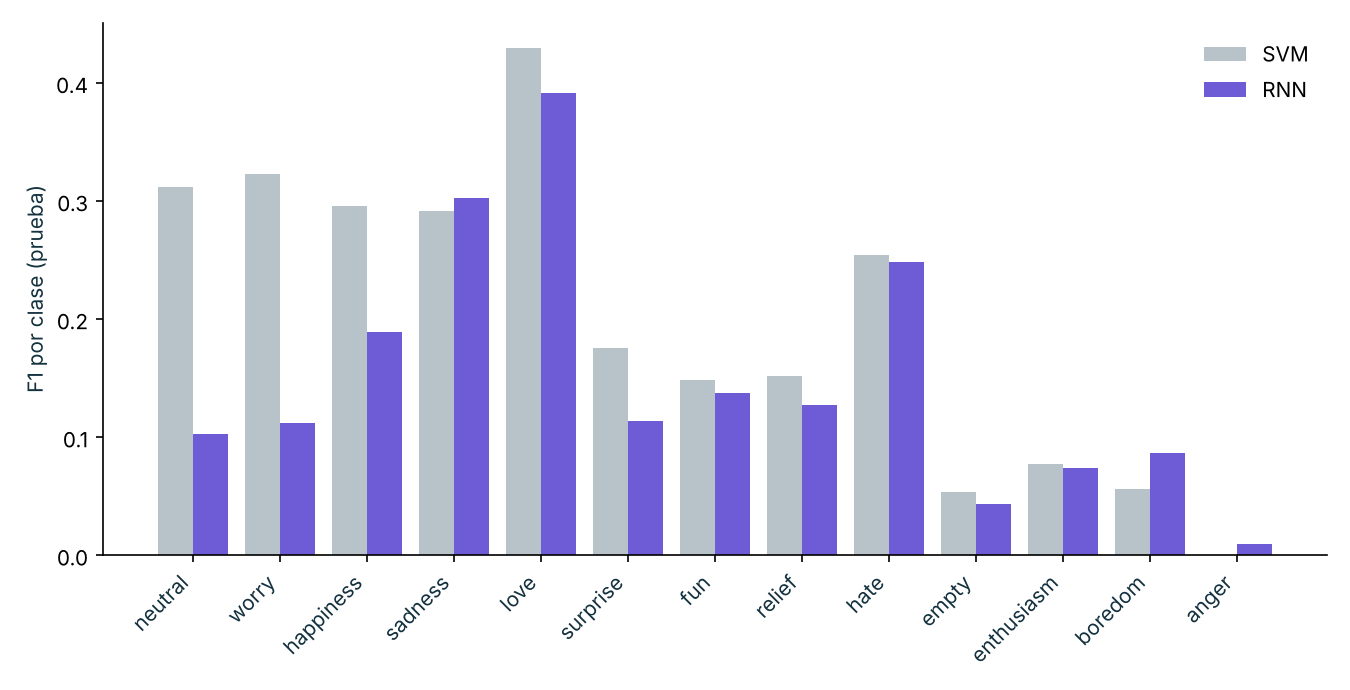 SVM
RNN
F1 por clase (prueba)
0.4
0.3
0.2
0.1
0.0
neutral
worry
happiness
sadness
love
surprise
fun
relief
hate
empty
enthusiasm
boredom
anger